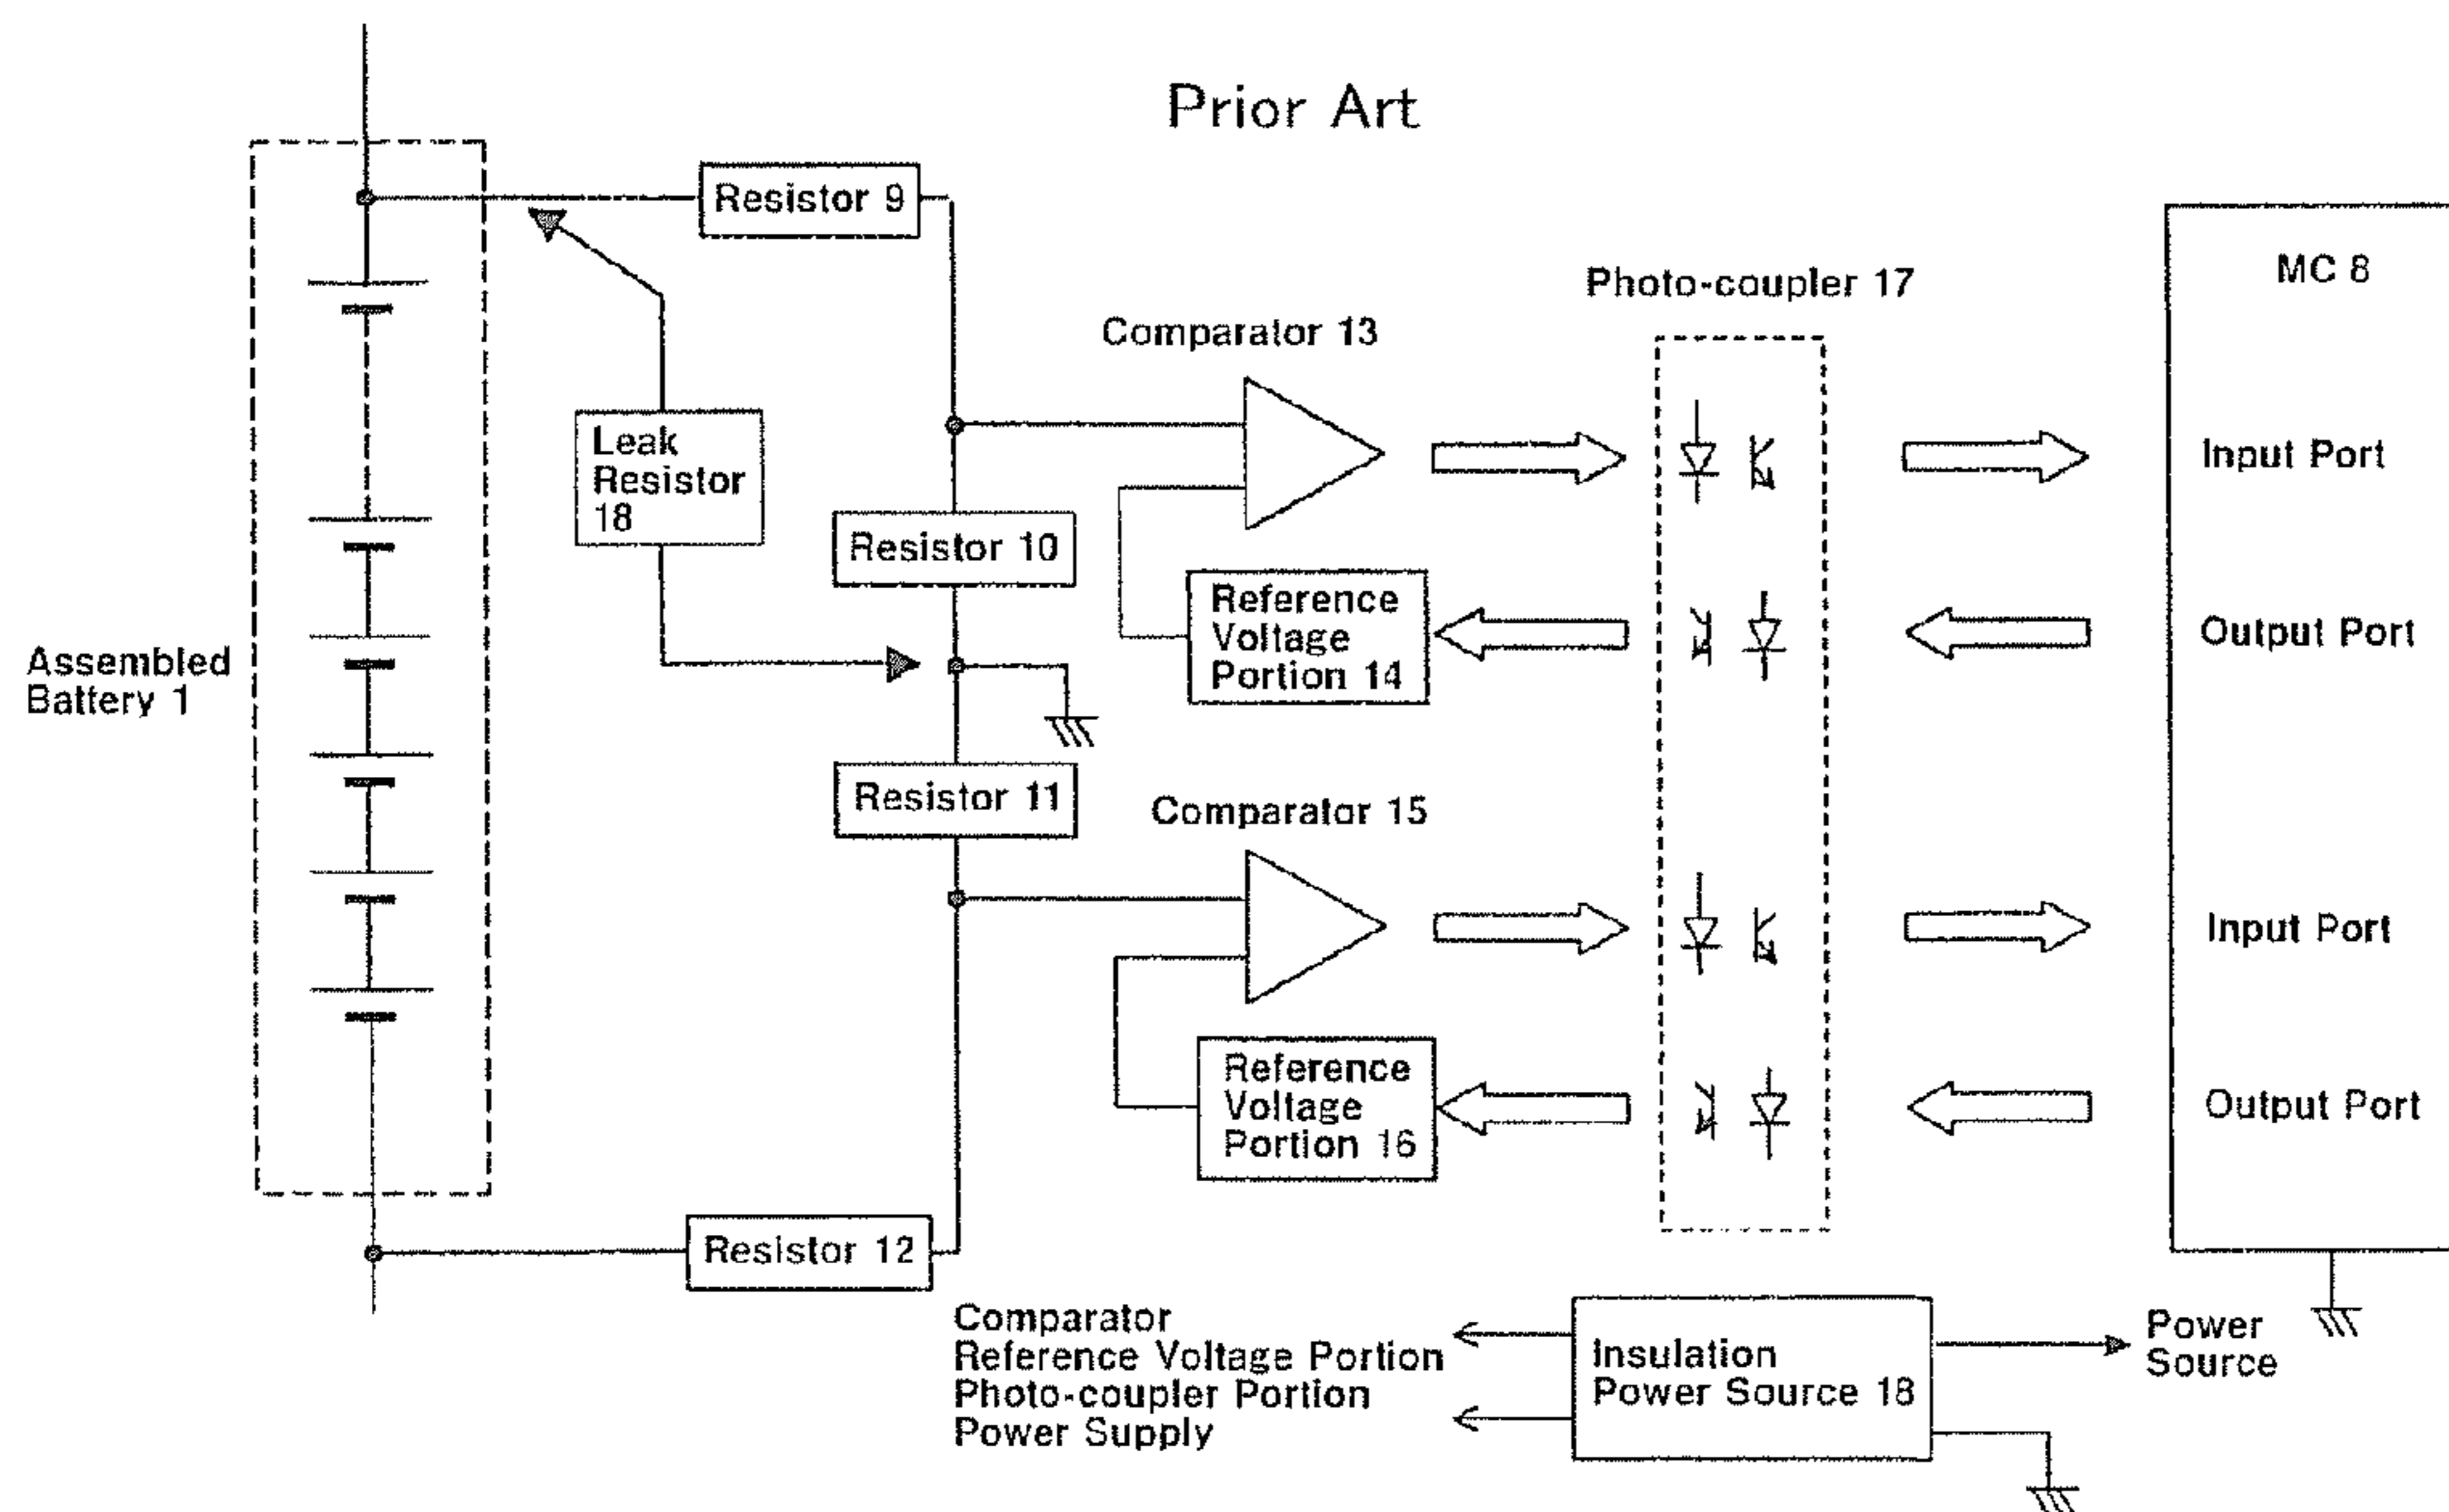 Prior Art
Resistor 9
MC 8
Photo-coupler 17
Comparator 13
Leak
Resistor
18
Input Port
Resistor 10
Reference
Voltage
Portion 14
Output Port
Assembled
Battery 1
Resistor 11
Comparator 15
Input Port
Reference
Voltage
Portion 16
Output Port
Resistor 12
Comparator
Reference Voltage Portion
Photo-coupler Portion
Power Supply
Insulation
Power Source 18
Power
Source